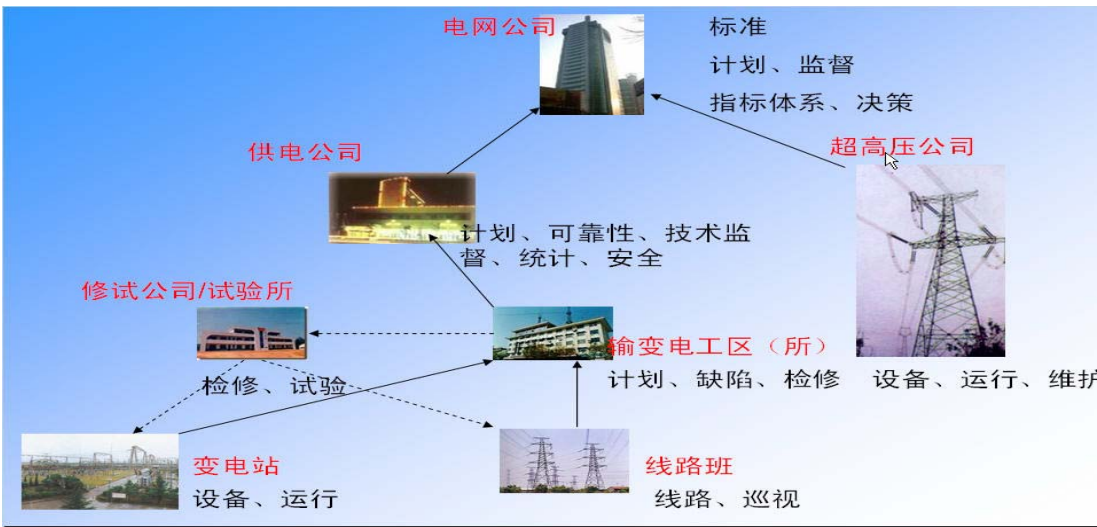 电网公司
标准
计划、监督
指标体系、决策
供电公司
超高压公司
计划、可靠性、技术监
督、统计、安全
修试公司/试验所
输变电工区（所）
检修、试验
计划、缺陷、检修
设备、运行、维护
变电站
设备、运行
线路班
线路、巡视